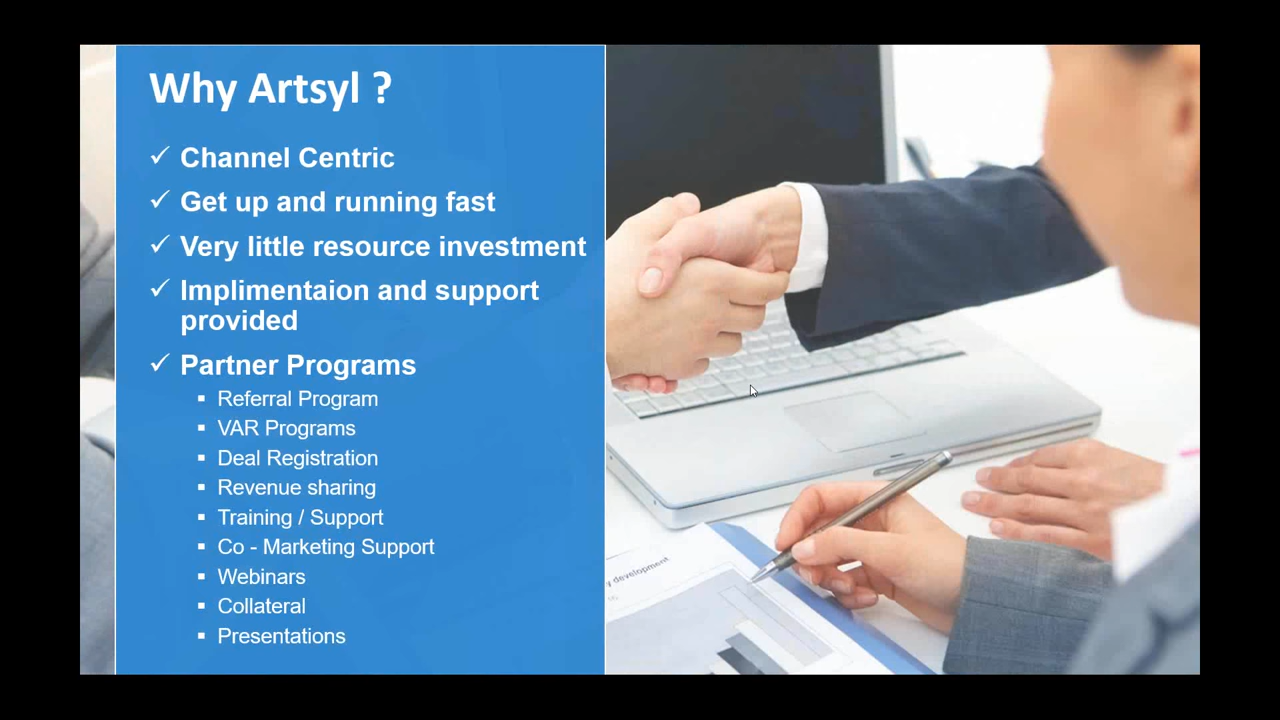 Why Artsyl ?
✓ Channel Centric
✓ Get up and running fast
✓ Very little resource investment
✓ Implimentaion and support
provided
✓ Partner Programs
▪ Referral Program
▪ VAR Programs
▪ Deal Registration
▪ Revenue sharing
▪ Training / Support
▪ Co - Marketing Support
▪ Webinars
▪ Collateral
▪ Presentations
development